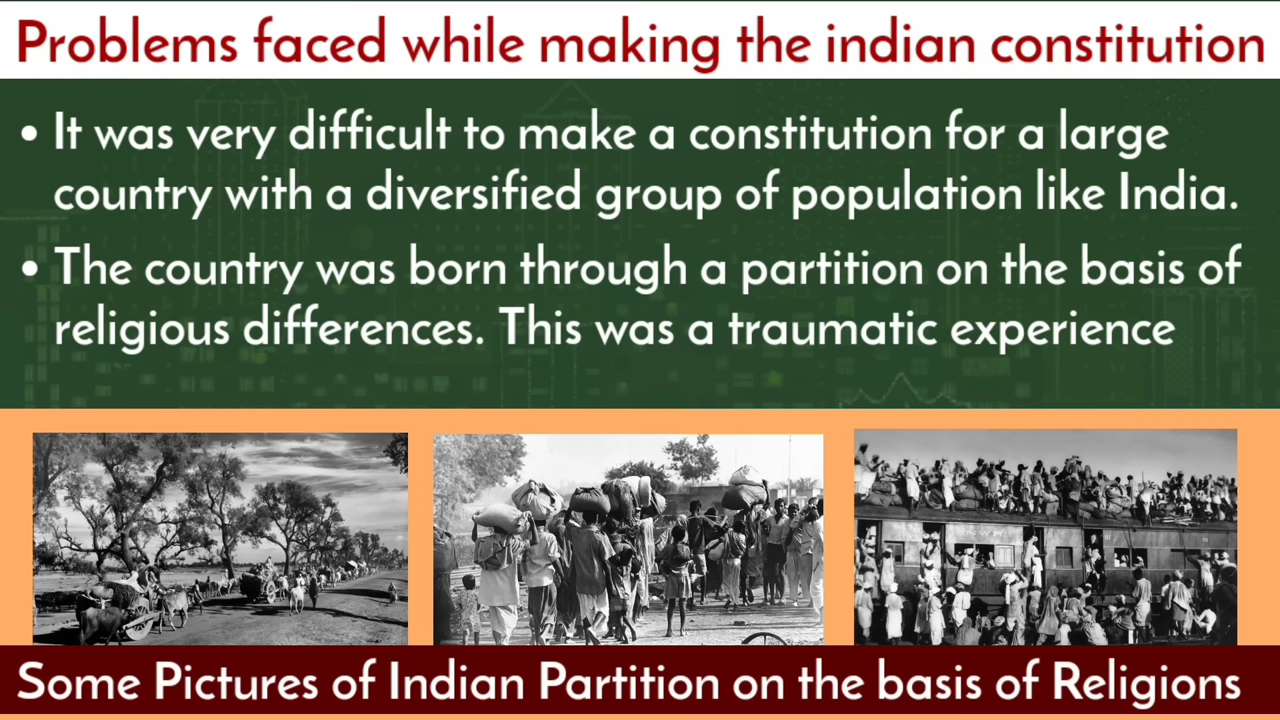 Problems faced while making the indian constitution
• It was very difficult to make a constitution for a large
country with a diversified group of population like India.
• The country was born through a partition on the basis of
religious differences. This was a traumatic experience
Some Pictures of Indian Partition on the basis of Religions